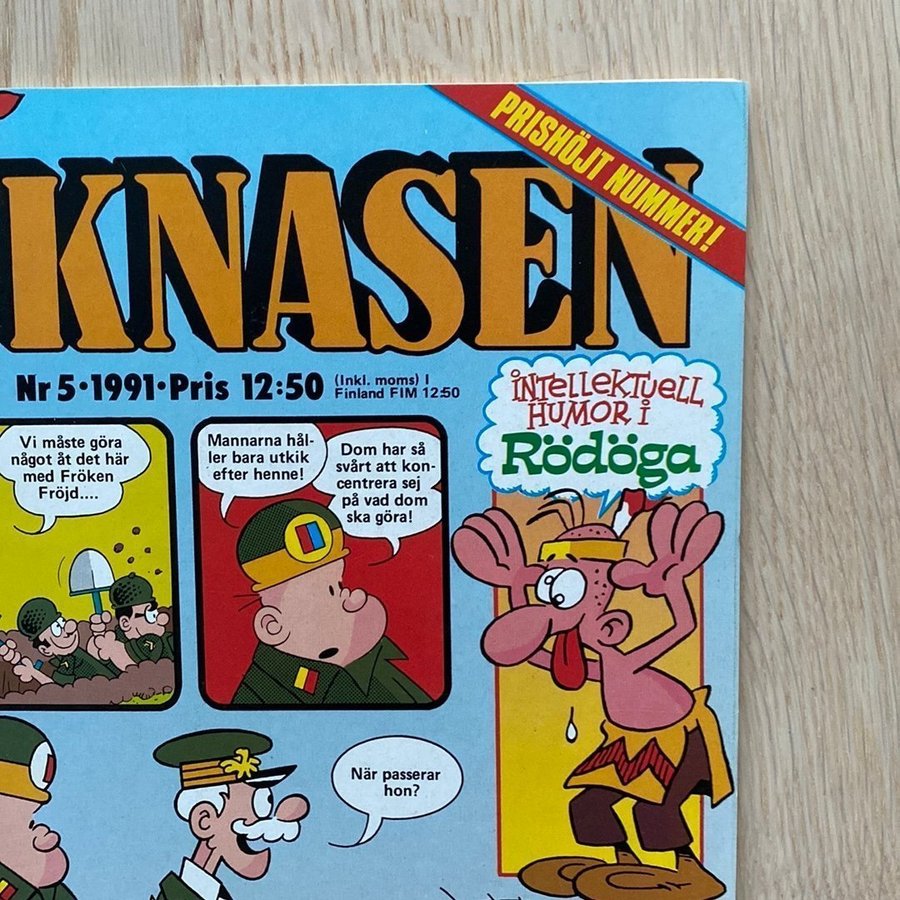 PRISHÖJT NUMMER!
KNASEN
Nr 5 · 1991 · Pris 12:50 (Inkl. moms) I
Finland FIM 12:50
INTELLEKTUELL
HUMOR i
Rödöga
Vi måste göra
något åt det här
med Fröken
Fröjd....
Mannarna hål-
ler bara utkik
efter henne!
Dom har så
svårt att kon-
centrera sej
på vad dom
ska göra!
När passerar
hon?